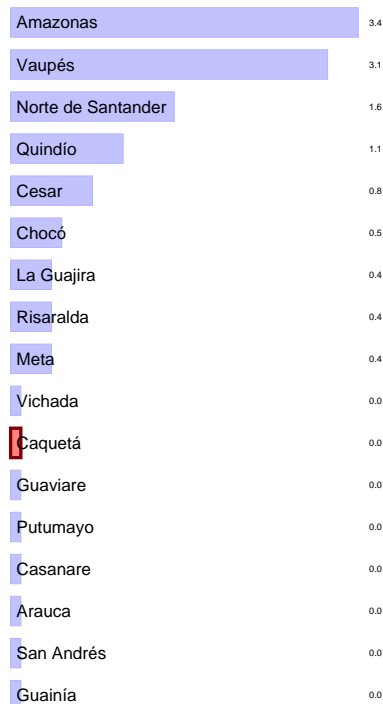 Amazonas 3.4
Vaupés 3.1
Norte de Santander 1.6
Quindío 1.1
Cesar 0.8
Chocó 0.5
La Guajira 0.4
Risaralda 0.4
Meta 0.4
Vichada 0.0
Caquetá 0.0
Guaviare 0.0
Putumayo 0.0
Casanare 0.0
Arauca 0.0
San Andrés 0.0
Guainía 0.0